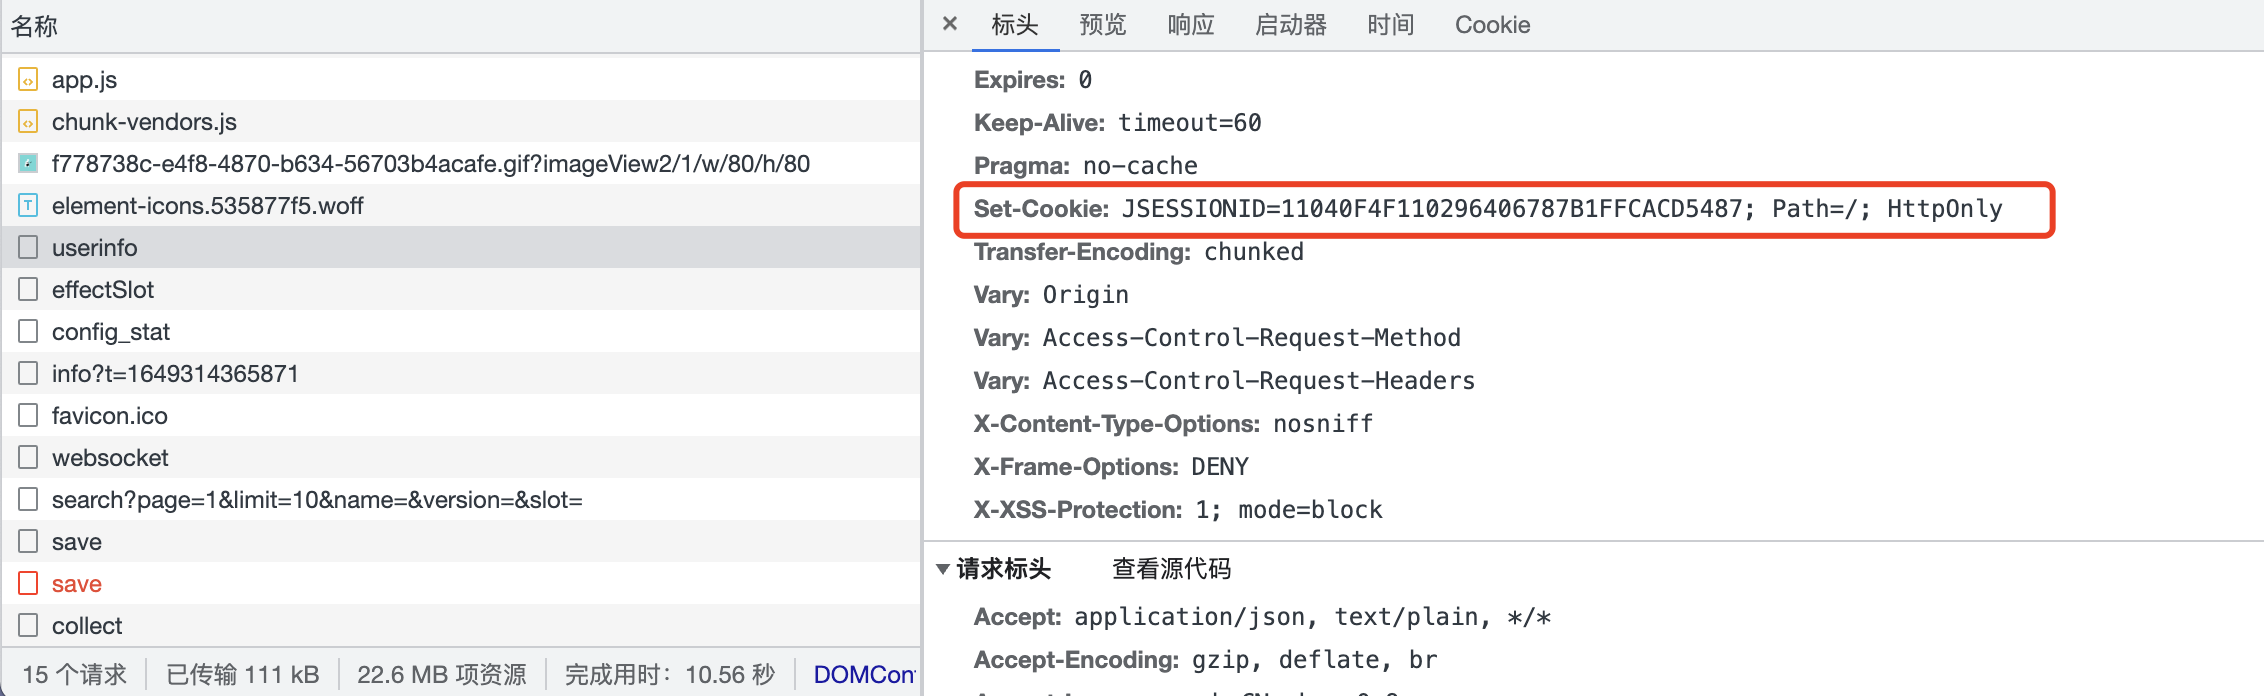 名称
app.js
chunk-vendors.js
f778738c-e4f8-4870-b634-56703b4acafe.gif?imageView2/1/w/80/h/80
element-icons.535877f5.woff
userinfo
effectSlot
config_stat
info?t=1649314365871
favicon.ico
websocket
search?page=1&limit=10&name=&version=&slot=
save
save
collect
15 个请求 已传输 111 kB 22.6 MB 项资源 完成用时：10.56 秒 DOMCon
× 标头 预览 响应 启动器 时间 Cookie
Expires: 0
Keep-Alive: timeout=60
Pragma: no-cache
Set-Cookie: JSESSIONID=11040F4F110296406787B1FFCACD5487; Path=/; HttpOnly
Transfer-Encoding: chunked
Vary: Origin
Vary: Access-Control-Request-Method
Vary: Access-Control-Request-Headers
X-Content-Type-Options: nosniff
X-Frame-Options: DENY
X-XSS-Protection: 1; mode=block
请求标头 查看源代码
Accept: application/json, text/plain, */*
Accept-Encoding: gzip, deflate, br